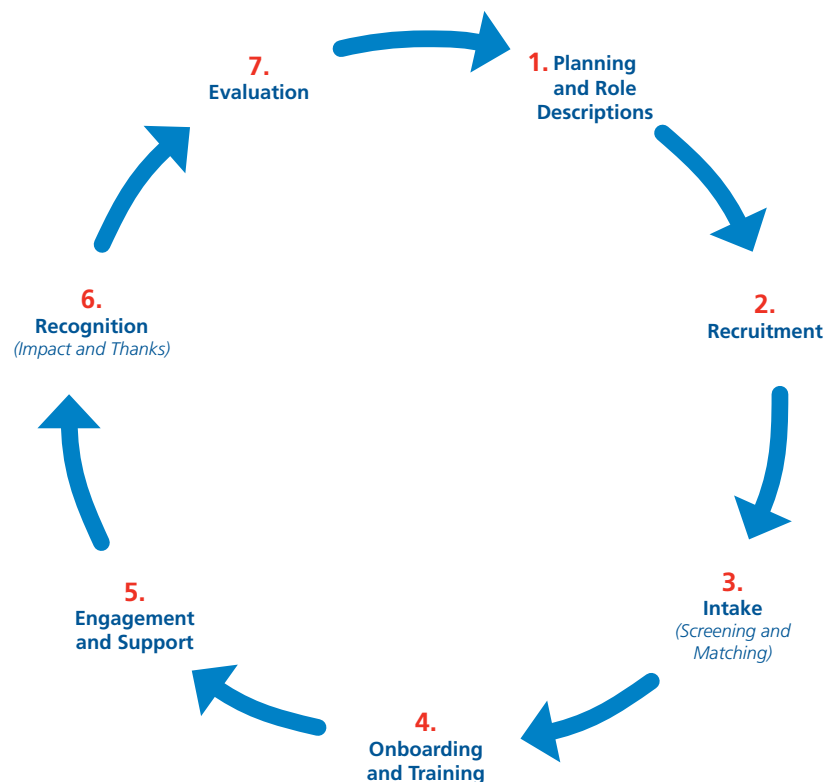 1. Planning
and Role
Descriptions
2.
Recruitment
3.
Intake
(Screening and
Matching)
4.
Onboarding
and Training
5.
Engagement
and Support
6.
Recognition
(Impact and Thanks)
7.
Evaluation